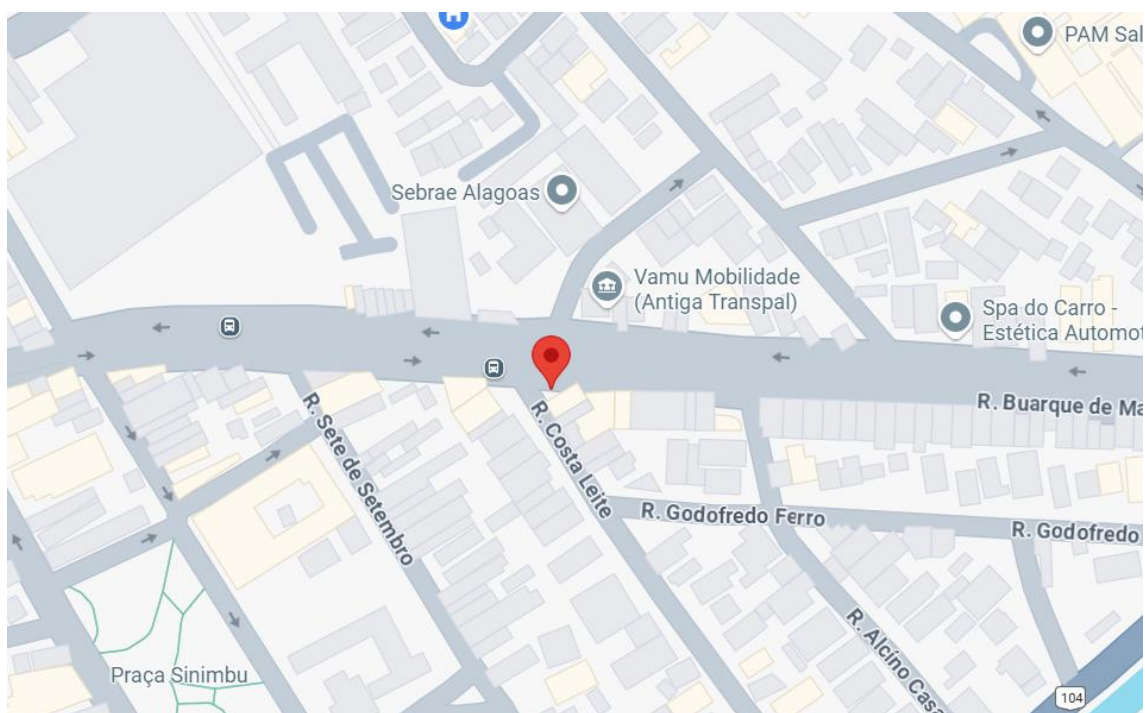 PAM Sal
Sebrae Alagoas
Vamu Mobilidade
(Antiga Transpal)
Spa do Carro -
Estética Automot
R. Buarque de Ma
R. Sete de Setembro
R. Costa Leite
R. Godofredo Ferro
R. Godofredo
R. Alcino Casa
Praça Sinimbu
104